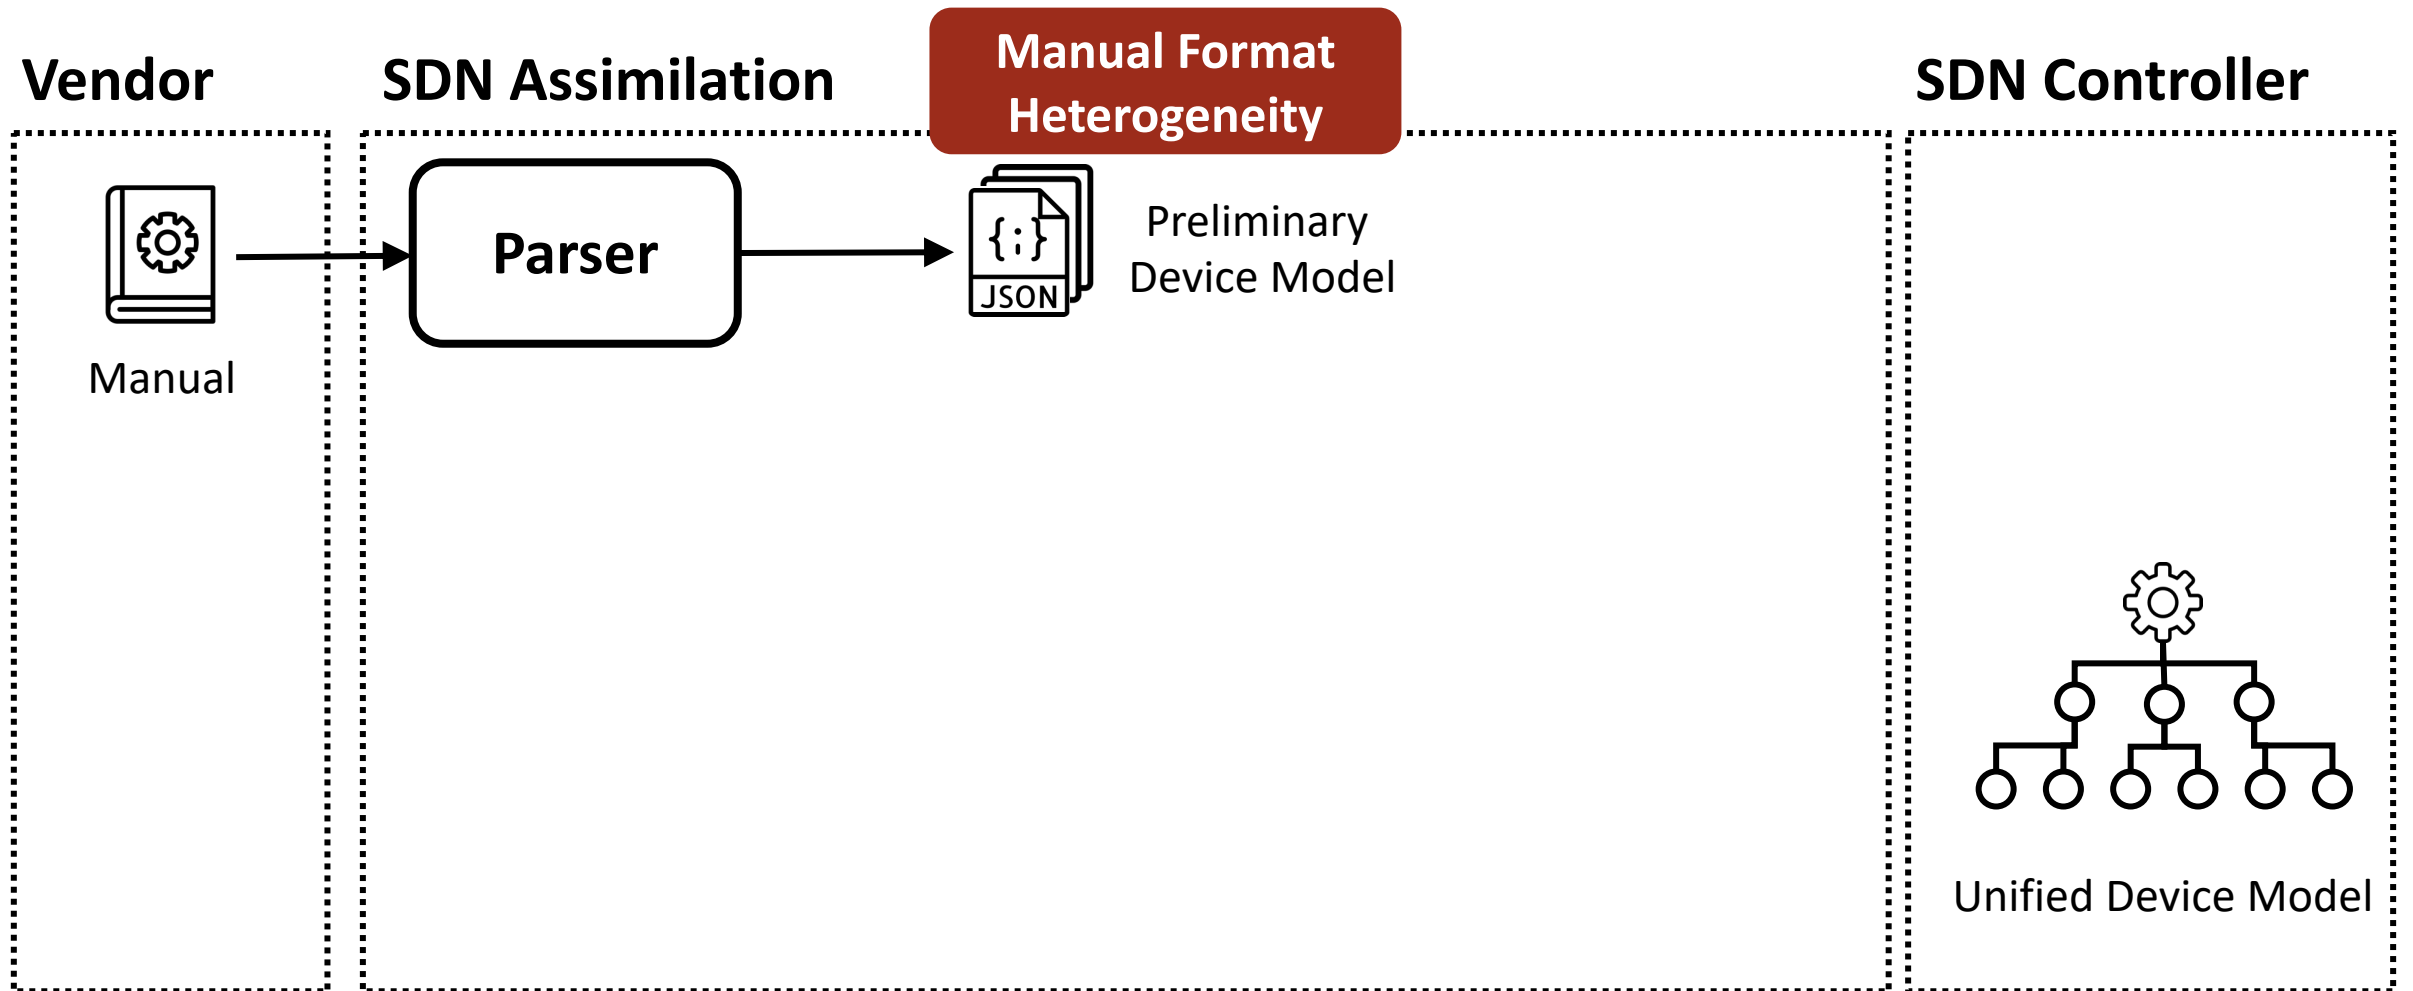 Vendor
SDN Assimilation
Manual Format
Heterogeneity
SDN Controller
Manual
Parser
{;}
JSON
Preliminary
Device Model
Unified Device Model